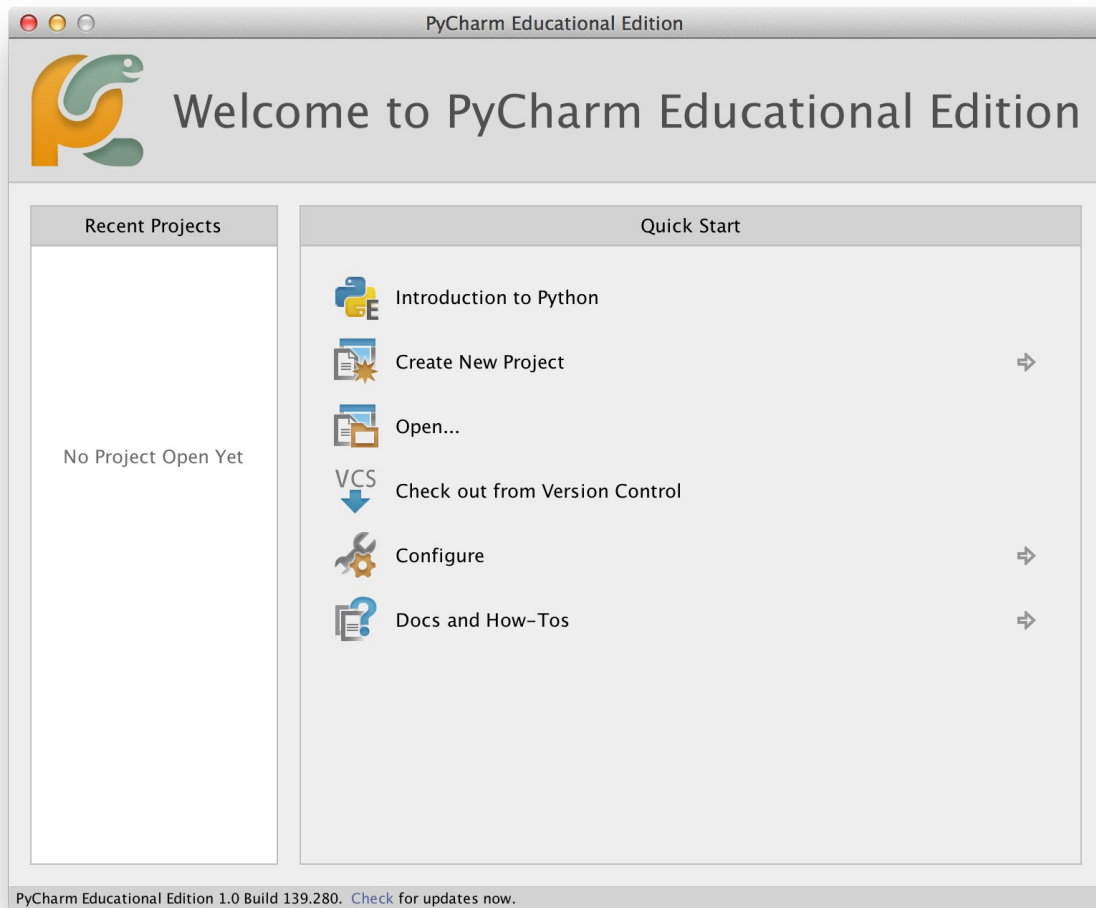 PyCharm Educational Edition
Welcome to PyCharm Educational Edition
Recent Projects
No Project Open Yet
Quick Start
Introduction to Python
Create New Project
Open...
VCS
Check out from Version Control
Configure
Docs and How-Tos
PyCharm Educational Edition 1.0 Build 139.280. Check for updates now.